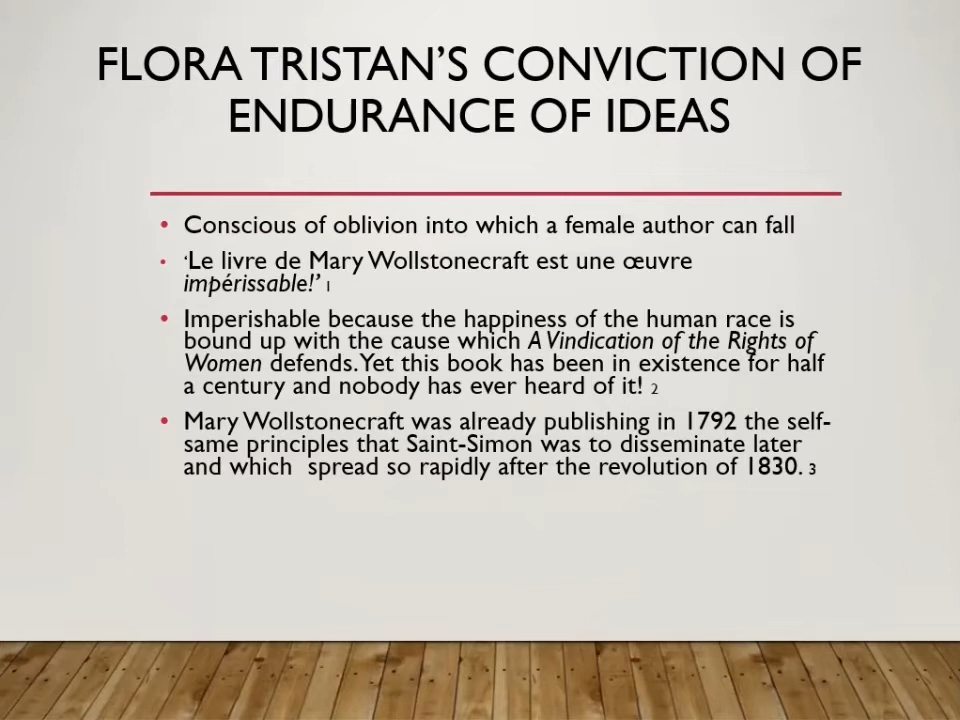 FLORA TRISTAN'S CONVICTION OF
ENDURANCE OF IDEAS
• Conscious of oblivion into which a female author can fall
• ‘Le livre de Mary Wollstonecraft est une œuvre
impérissable!’ 1
• Imperishable because the happiness of the human race is
bound up with the cause which A Vindication of the Rights of
Women defends. Yet this book has been in existence for half
a century and nobody has ever heard of it! 2
• Mary Wollstonecraft was already publishing in 1792 the self-
same principles that Saint-Simon was to disseminate later
and which spread so rapidly after the revolution of 1830. 3